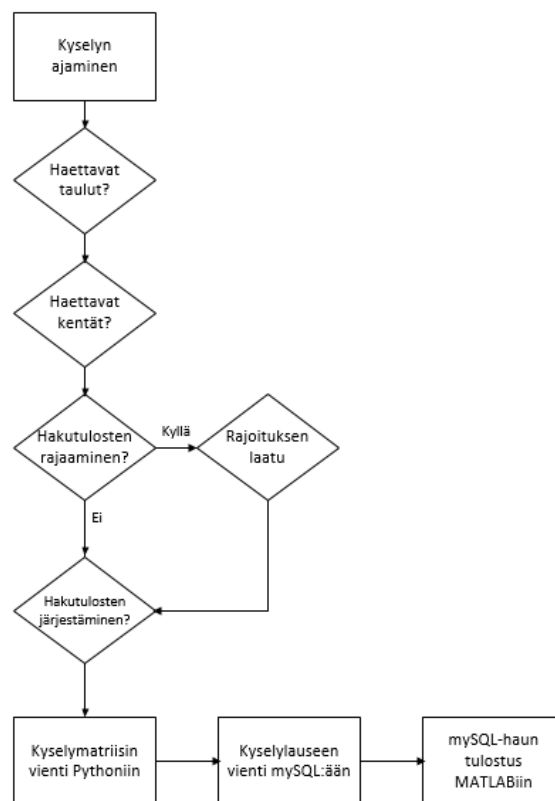 Kyselyn
ajaminen
Haettavat
taulut?
Haettavat
kentät?
Hakutulosten
rajaaminen?
Kyllä
Rajoituksen
laatu
Ei
Hakutulosten
järjestäminen?
Kyselymatriisin
vienti Pythoniin
Kyselylauseen
vienti mySQL:ään
mySQL-haun
tulostus
MATLABiin